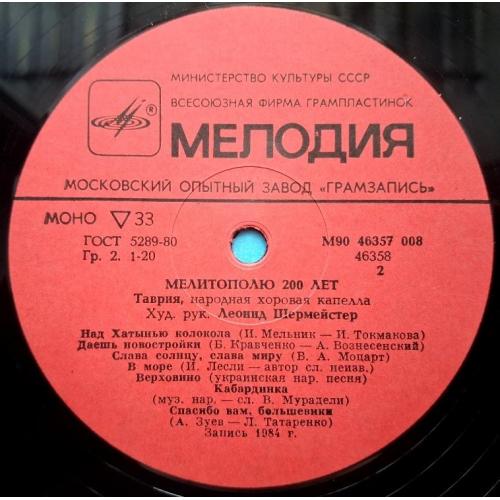 МИНИСТЕРСТВО КУЛЬТУРЫ СССР
ВСЕСОЮЗНАЯ ФИРМА ГРАМПЛАСТИНОК
®
МЕЛОДИЯ
МОСКОВСКИЙ ОПЫТНЫЙ ЗАВОД «ГРАМЗАПИСЬ»
МОНО ▽ 33
ГОСТ 5289-80 М90 46357 008
Гр. 2. 1-20 46358
2
МЕЛИТОПОЛЮ 200 ЛЕТ
Таврия, народная хоровая капелла
Худ. рук. Леонид Шермейстер
Над Хатынью колокола (И. Мельник — И. Токмакова)
Даешь новостройки (Б. Кравченко — А. Вознесенский)
Слава солнцу, слава миру (В. А. Моцарт)
В море (И. Лесли — автор сл. неизв.)
Верховино (украинская нар. песня)
Кабардинка
(муз. нар — сл. В. Мурадели)
Спасибо вам, большевики
(А. Зуев — Л. Татаренко)
Запись 1984 г.